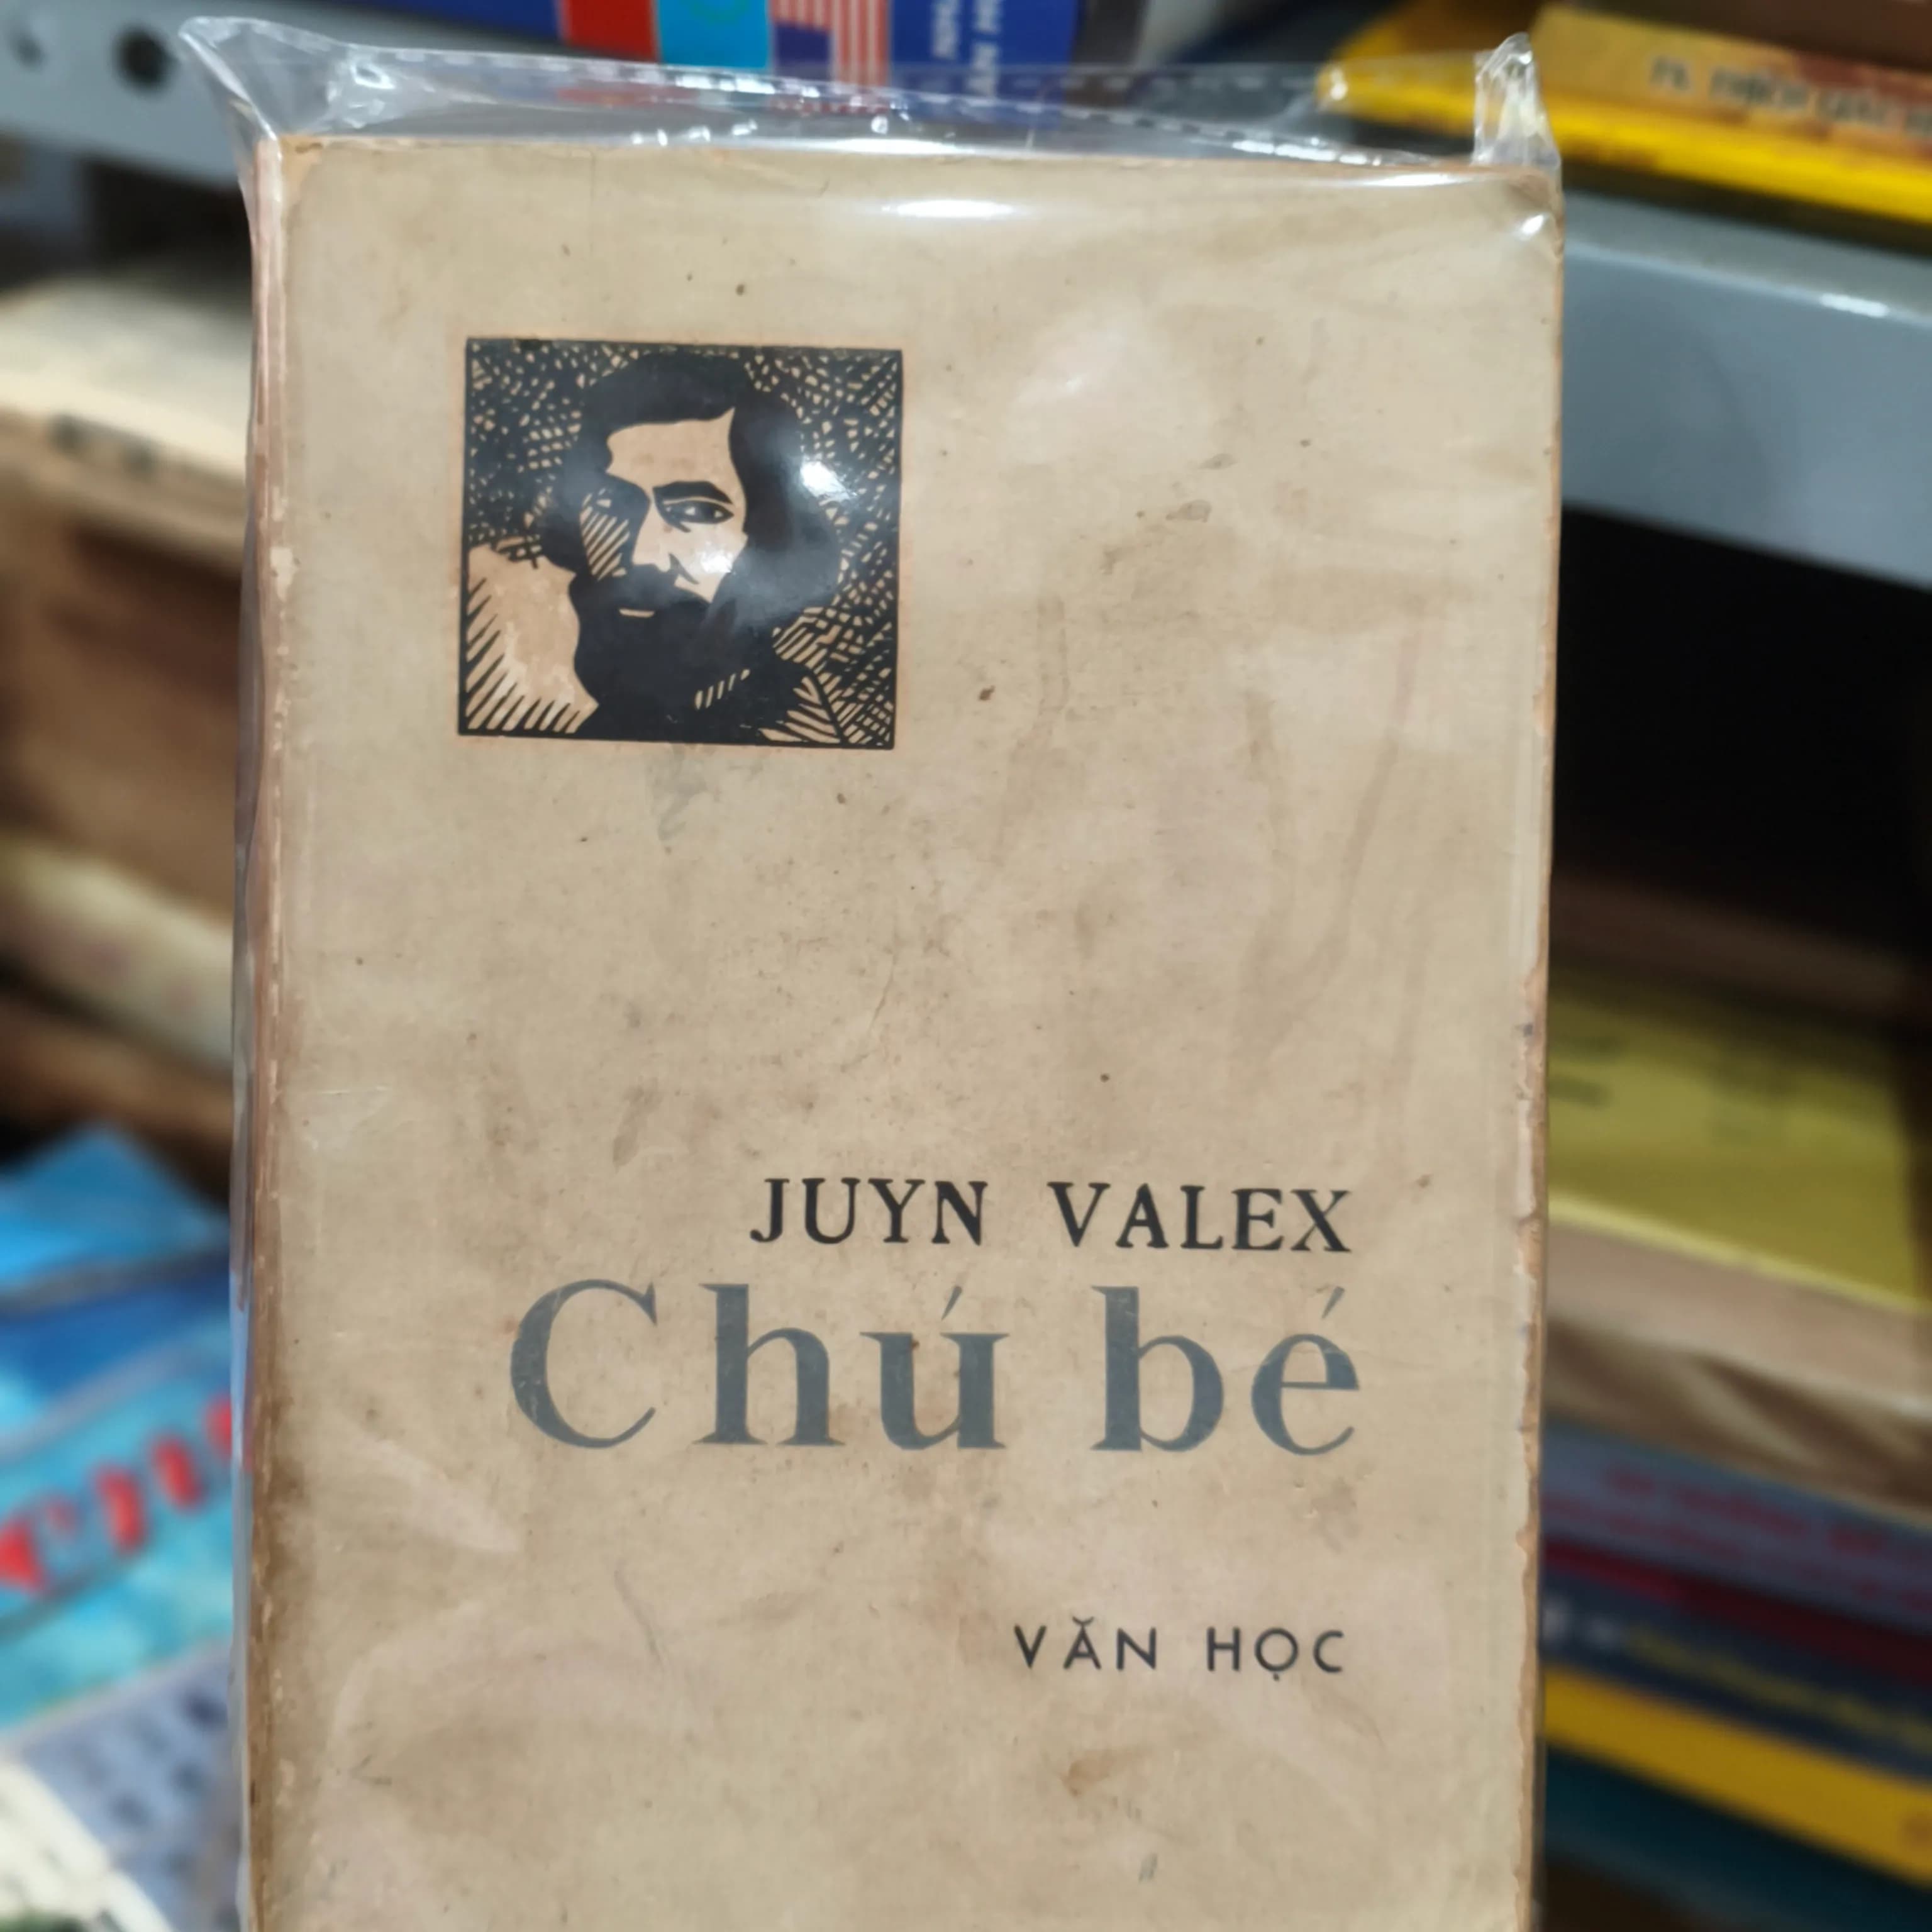 JUYN VALEX
Chú bé
VĂN HỌC